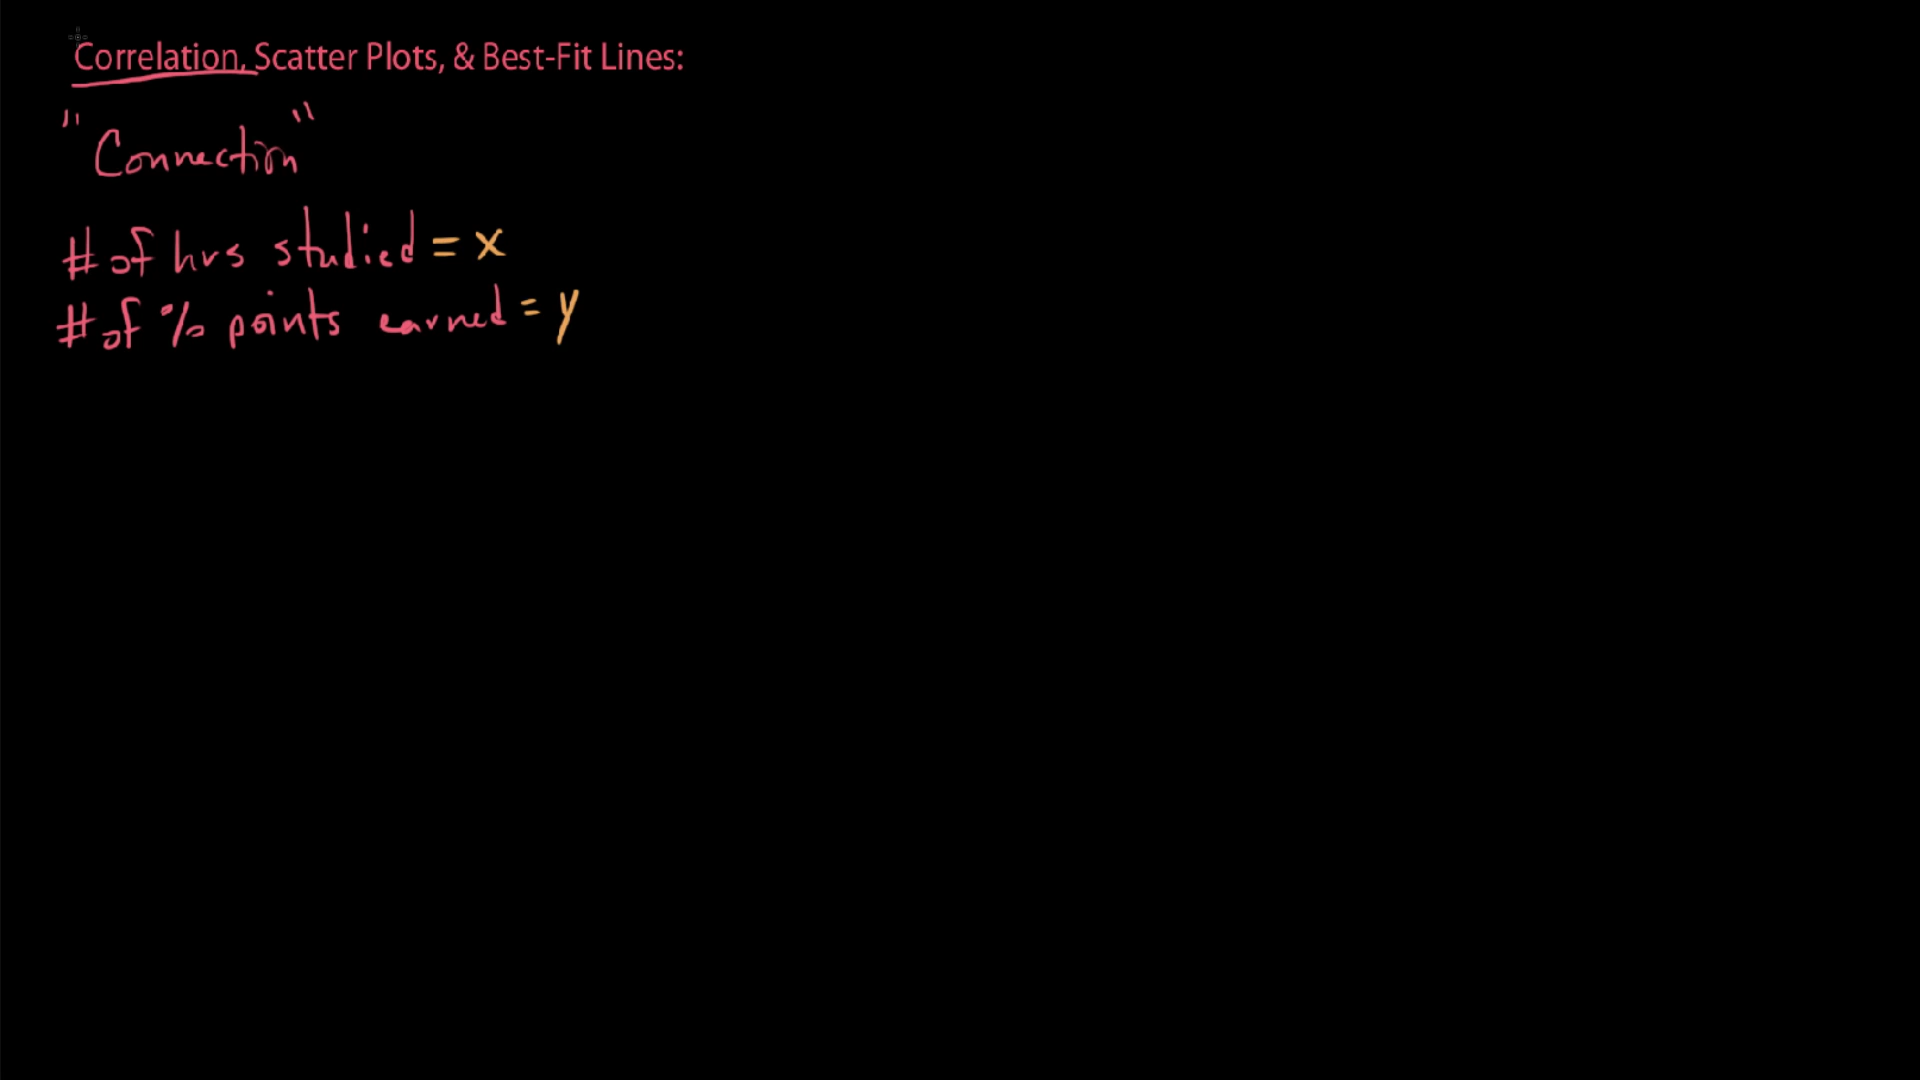 Correlation, Scatter Plots, & Best-Fit Lines:
"Connection"
# of hrs studied = x
# of % points earned = y